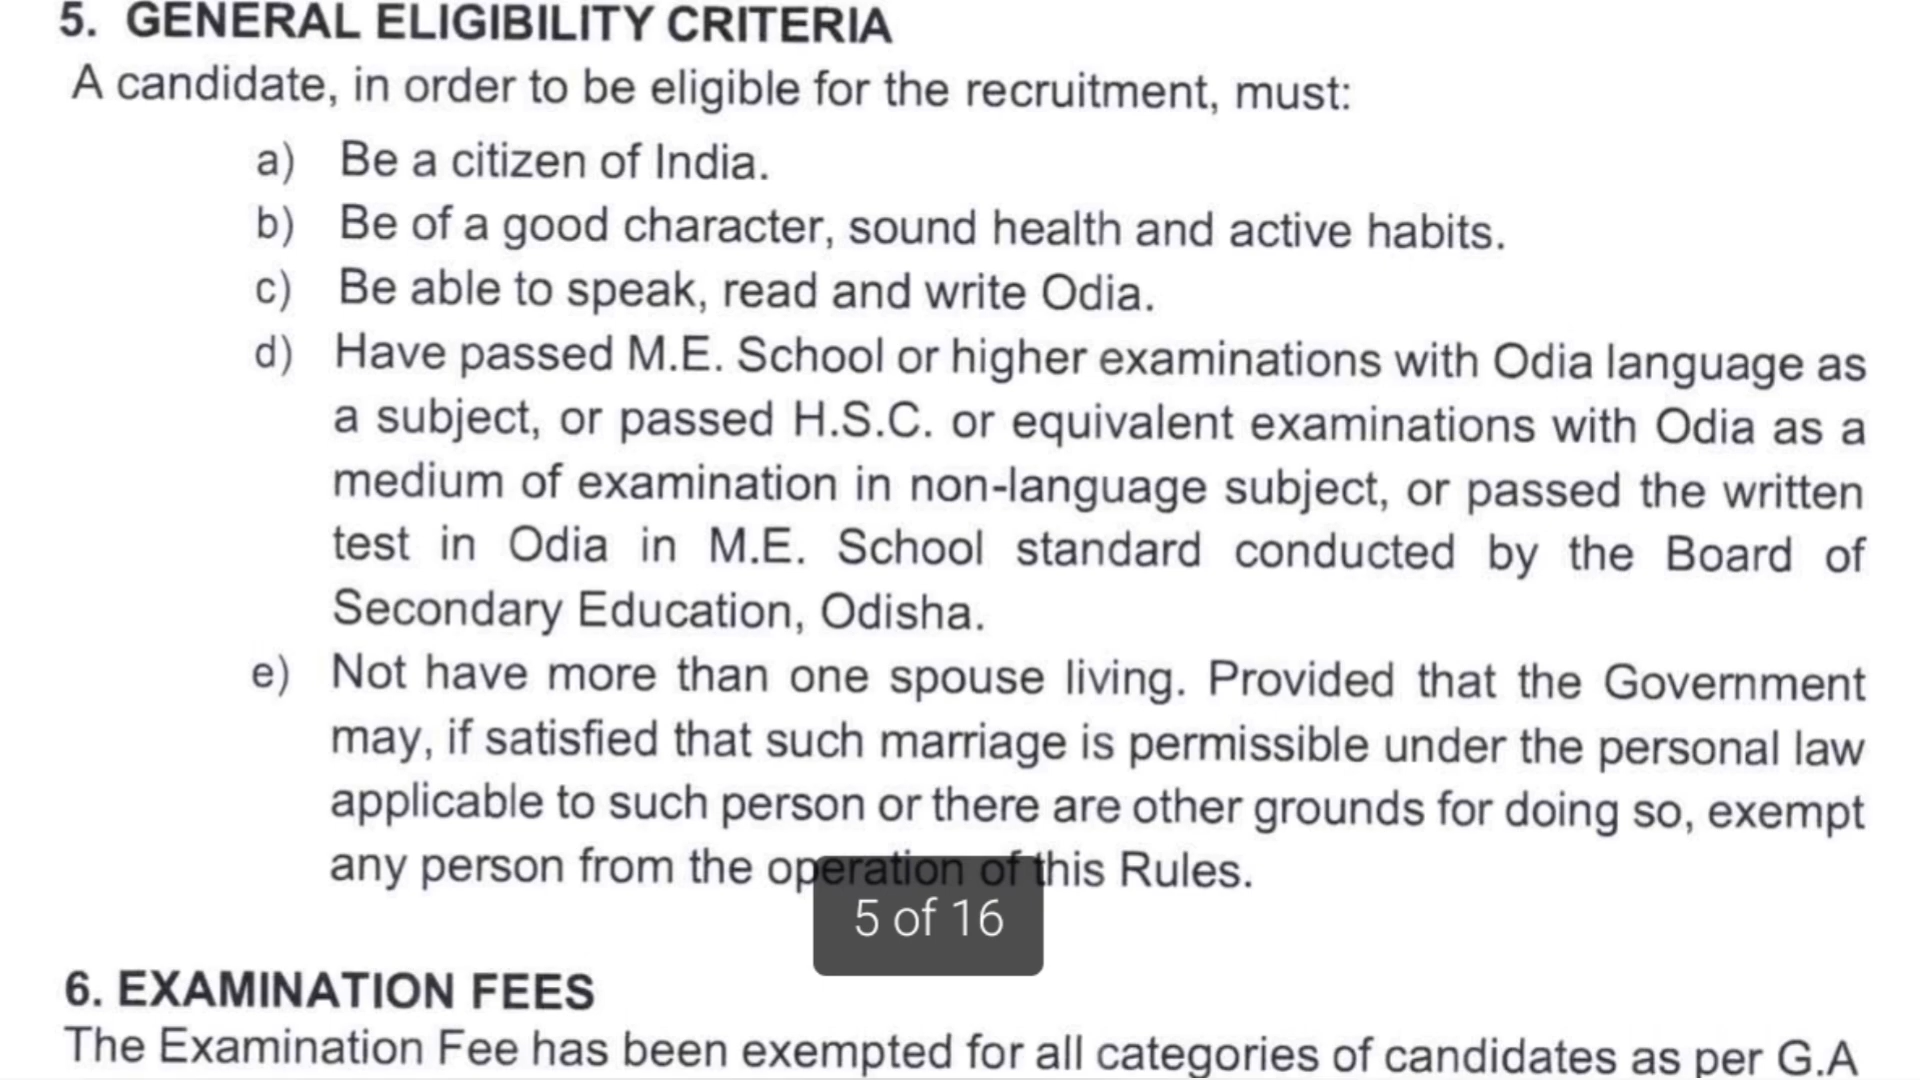 5. GENERAL ELIGIBILITY CRITERIA
A candidate, in order to be eligible for the recruitment, must:
a) Be a citizen of India.
b) Be of a good character, sound health and active habits.
c) Be able to speak, read and write Odia.
d) Have passed M.E. School or higher examinations with Odia language as
a subject, or passed H.S.C. or equivalent examinations with Odia as a
medium of examination in non-language subject, or passed the written
test in Odia in M.E. School standard conducted by the Board of
Secondary Education, Odisha.
e) Not have more than one spouse living. Provided that the Government
may, if satisfied that such marriage is permissible under the personal law
applicable to such person or there are other grounds for doing so, exempt
any person from the operation of this Rules.
5 of 16
6. EXAMINATION FEES
The Examination Fee has been exempted for all categories of candidates as per G.A